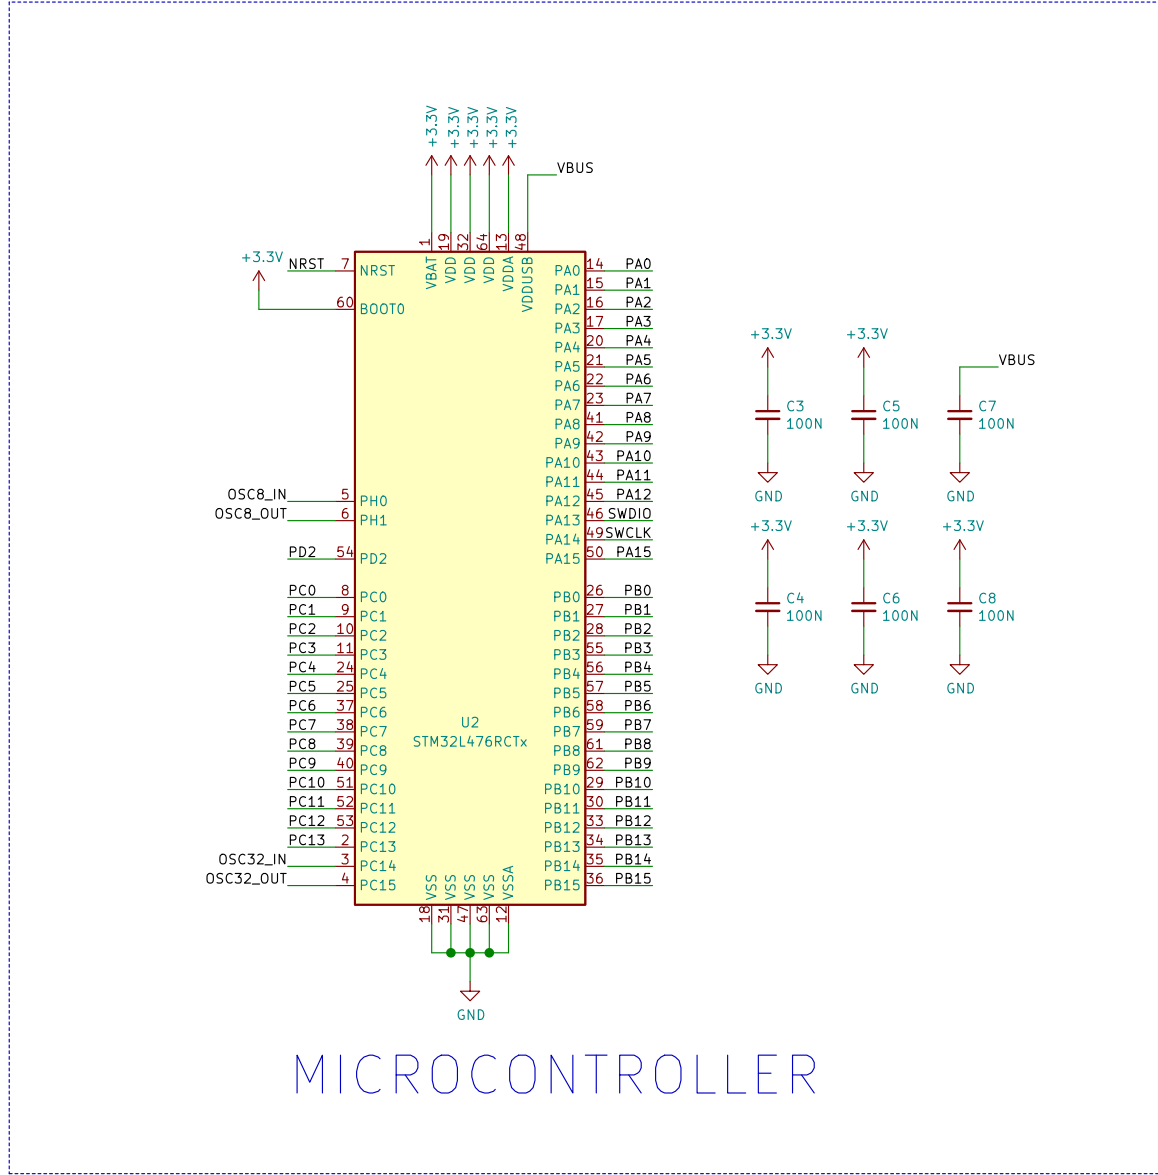 +3.3V +3.3V +3.3V +3.3V +3.3V
VBUS
1 19 32 64 13 48
VBAT VDD VDD VDD VDDA VDDUSB
+3.3V
NRST 7 NRST
60 BOOT0
OSC8_IN 5 PH0
OSC8_OUT 6 PH1
PD2 54 PD2
PC0 8 PC0
PC1 9 PC1
PC2 10 PC2
PC3 11 PC3
PC4 24 PC4
PC5 25 PC5
PC6 37 PC6
PC7 38 PC7
PC8 39 PC8
PC9 40 PC9
PC10 51 PC10
PC11 52 PC11
PC12 53 PC12
PC13 2 PC13
OSC32_IN 3 PC14
OSC32_OUT 4 PC15
U2
STM32L476RCTx
PA0 14 PA0
PA1 15 PA1
PA2 16 PA2
PA3 17 PA3
PA4 20 PA4
PA5 21 PA5
PA6 22 PA6
PA7 23 PA7
PA8 41 PA8
PA9 42 PA9
PA10 43 PA10
PA11 44 PA11
PA12 45 PA12
PA13 46 SWDIO
PA14 49 SWCLK
PA15 50 PA15
PB0 26 PB0
PB1 27 PB1
PB2 28 PB2
PB3 55 PB3
PB4 56 PB4
PB5 57 PB5
PB6 58 PB6
PB7 59 PB7
PB8 61 PB8
PB9 62 PB9
PB10 29 PB10
PB11 30 PB11
PB12 33 PB12
PB13 34 PB13
PB14 35 PB14
PB15 36 PB15
VSS VSS VSS VSS VSSA
18 31 47 63 12
GND
+3.3V +3.3V VBUS
C3 C5 C7
100N 100N 100N
GND GND GND
+3.3V +3.3V +3.3V
C4 C6 C8
100N 100N 100N
GND GND GND
MICROCONTROLLER